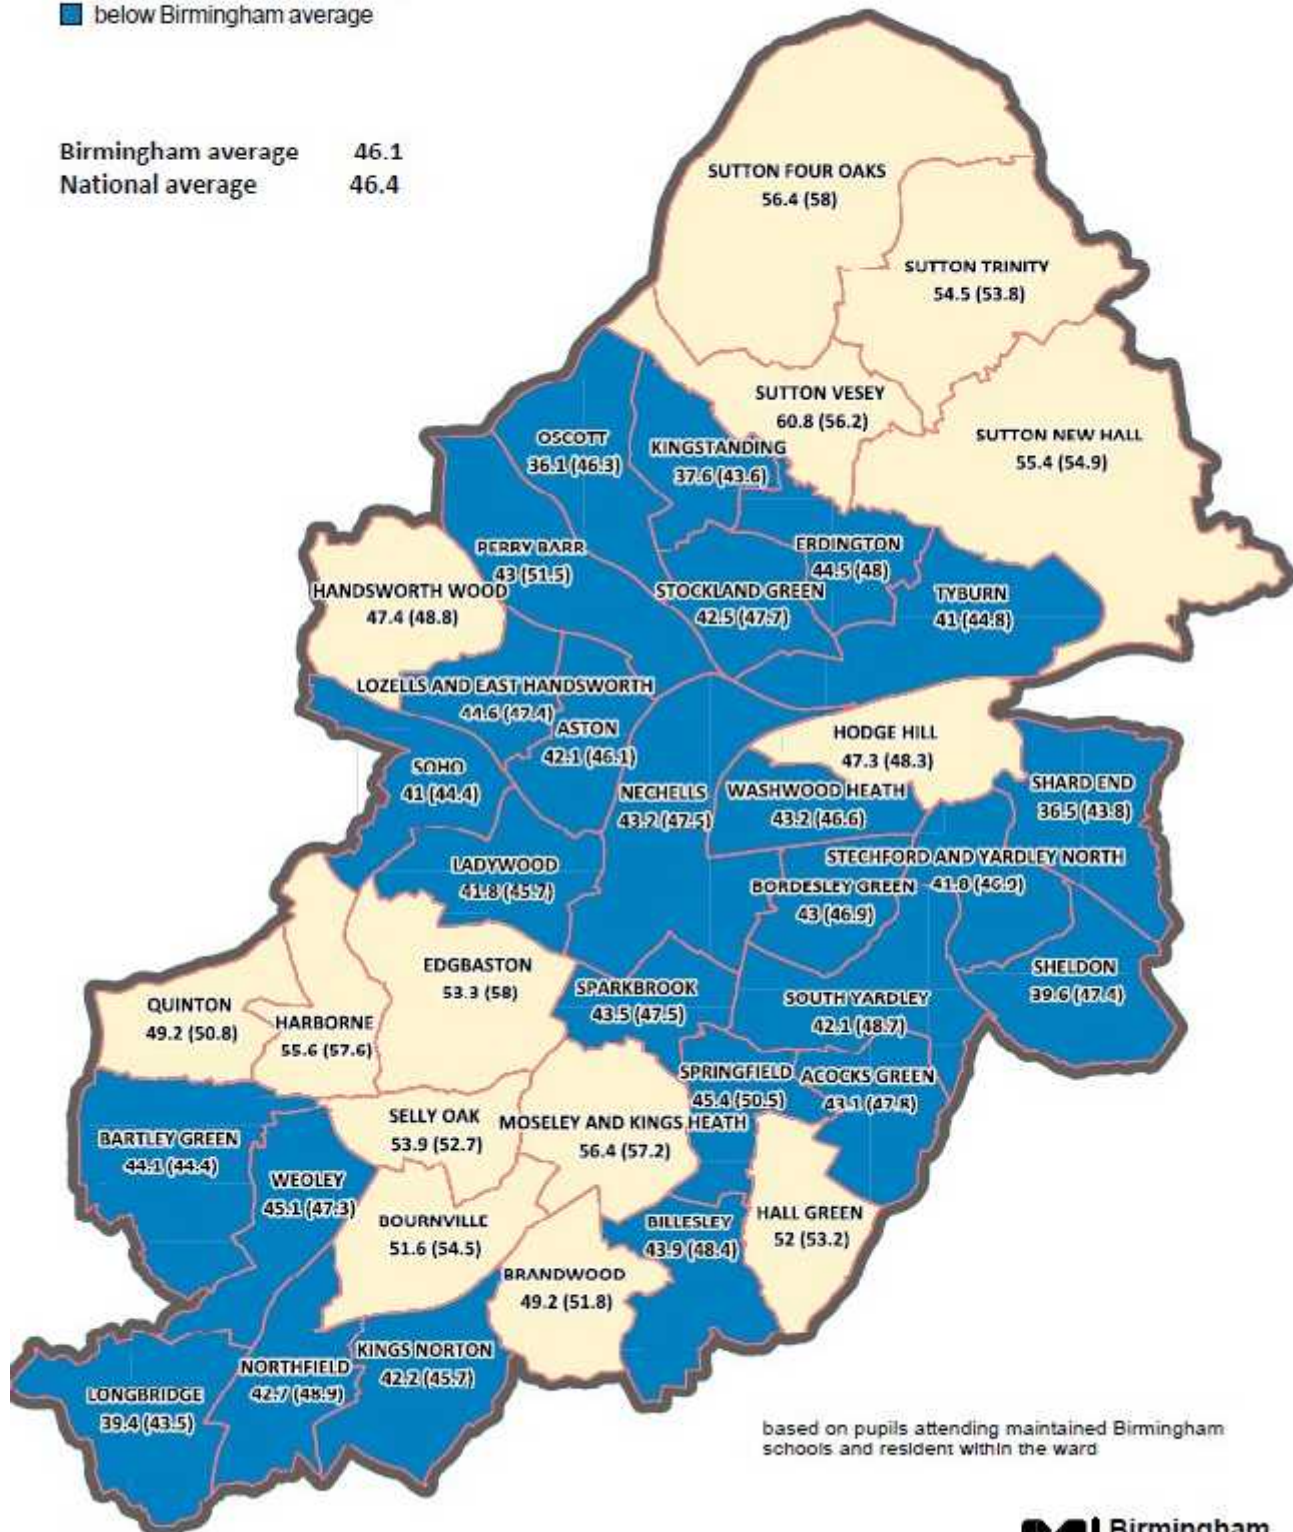 below Birmingham average
Birmingham average 46.1
National average 46.4
SUTTON FOUR OAKS
56.4 (58)
SUTTON TRINITY
54.5 (53.8)
SUTTON VESEY
60.8 (56.2)
SUTTON NEW HALL
55.4 (54.9)
OSCOTT
36.1 (46.3)
KINGSTANDING
37.6 (43.6)
PERRY BARR
43 (51.5)
ERDINGTON
44.5 (48)
HANDSWORTH WOOD
47.4 (48.8)
STOCKLAND GREEN
42.5 (47.7)
TYBURN
41 (44.8)
LOZELLS AND EAST HANDSWORTH
44.6 (47.4)
ASTON
42.1 (46.1)
HODGE HILL
47.3 (48.3)
SOHO
41 (44.4)
NECHELLS
43.2 (47.5)
WASHWOOD HEATH
43.2 (46.6)
SHARD END
36.5 (43.8)
LADYWOOD
41.8 (45.7)
STECHFORD AND YARDLEY NORTH
41.8 (46.9)
BORDESLEY GREEN
43 (46.9)
EDGBASTON
53.3 (58)
SPARKBROOK
43.5 (47.5)
SOUTH YARDLEY
42.1 (48.7)
SHELDON
39.6 (47.4)
QUINTON
49.2 (50.8)
HARBORNE
55.6 (57.6)
SPRINGFIELD
45.4 (50.5)
ACOCKS GREEN
43.1 (47.8)
BARTLEY GREEN
44.1 (44.4)
SELLY OAK
53.9 (52.7)
MOSELEY AND KINGS HEATH
56.4 (57.2)
WEOLEY
45.1 (47.3)
BOURNVILLE
51.6 (54.5)
BILLESLEY
43.9 (48.4)
HALL GREEN
52 (53.2)
BRANDWOOD
49.2 (51.8)
LONGBRIDGE
39.4 (43.5)
NORTHFIELD
42.7 (48.9)
KINGS NORTON
42.2 (45.7)
based on pupils attending maintained Birmingham
schools and resident within the ward
Birmingham